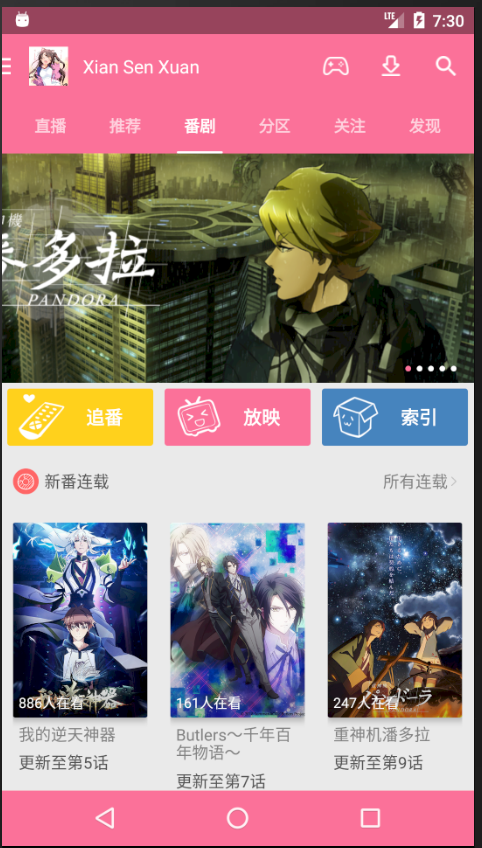 LTE 7:30
Xian Sen Xuan
直播 推荐 番剧 分区 关注 发现
1機
多拉
PANDORA
追番 放映 索引
新番连载 所有连载
886人在看 161人在看 247人在看
我的逆天神器 Butlers～千年百 重神机潘多拉
年物语～
更新至第5话 更新至第9话
更新至第7话